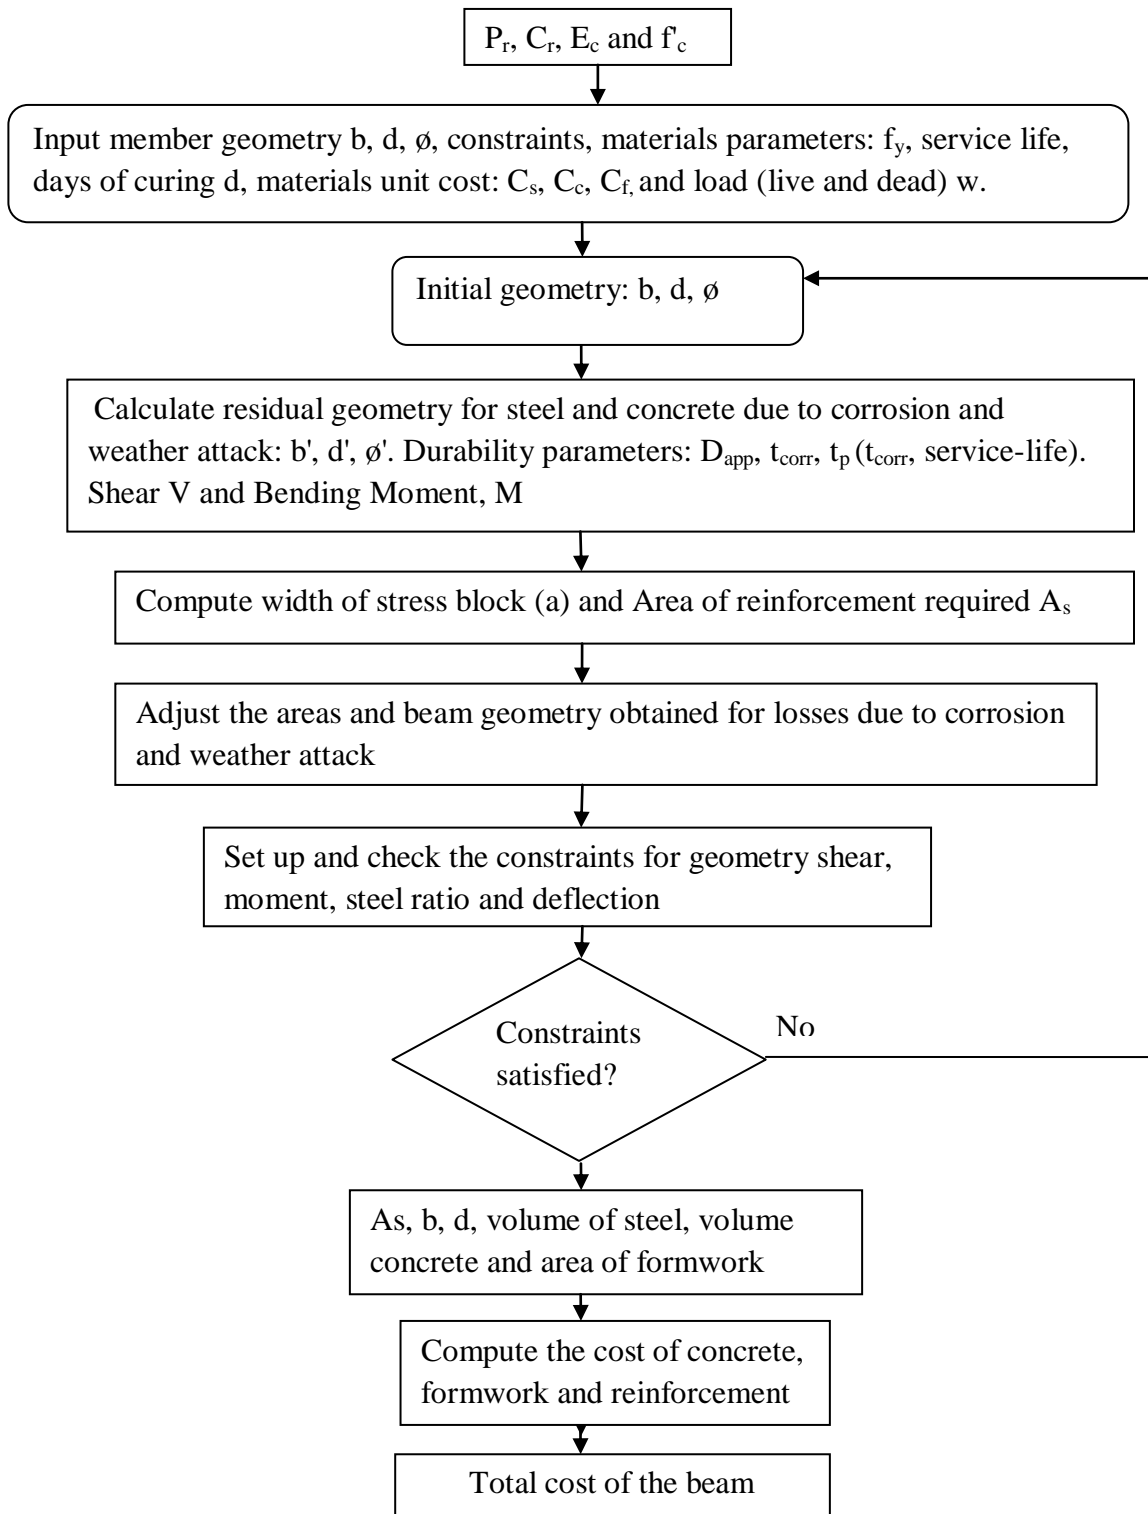 Pr, Cr, Ec and f'c
Input member geometry b, d, ø, constraints, materials parameters: fy, service life,
days of curing d, materials unit cost: Cs, Cc, Cf, and load (live and dead) w.
Initial geometry: b, d, ø
Calculate residual geometry for steel and concrete due to corrosion and
weather attack: b', d', ø'. Durability parameters: Dapp, tcorr, tp (tcorr, service-life).
Shear V and Bending Moment, M
Compute width of stress block (a) and Area of reinforcement required As
Adjust the areas and beam geometry obtained for losses due to corrosion
and weather attack
Set up and check the constraints for geometry shear,
moment, steel ratio and deflection
Constraints
satisfied?
No
As, b, d, volume of steel, volume
concrete and area of formwork
Compute the cost of concrete,
formwork and reinforcement
Total cost of the beam